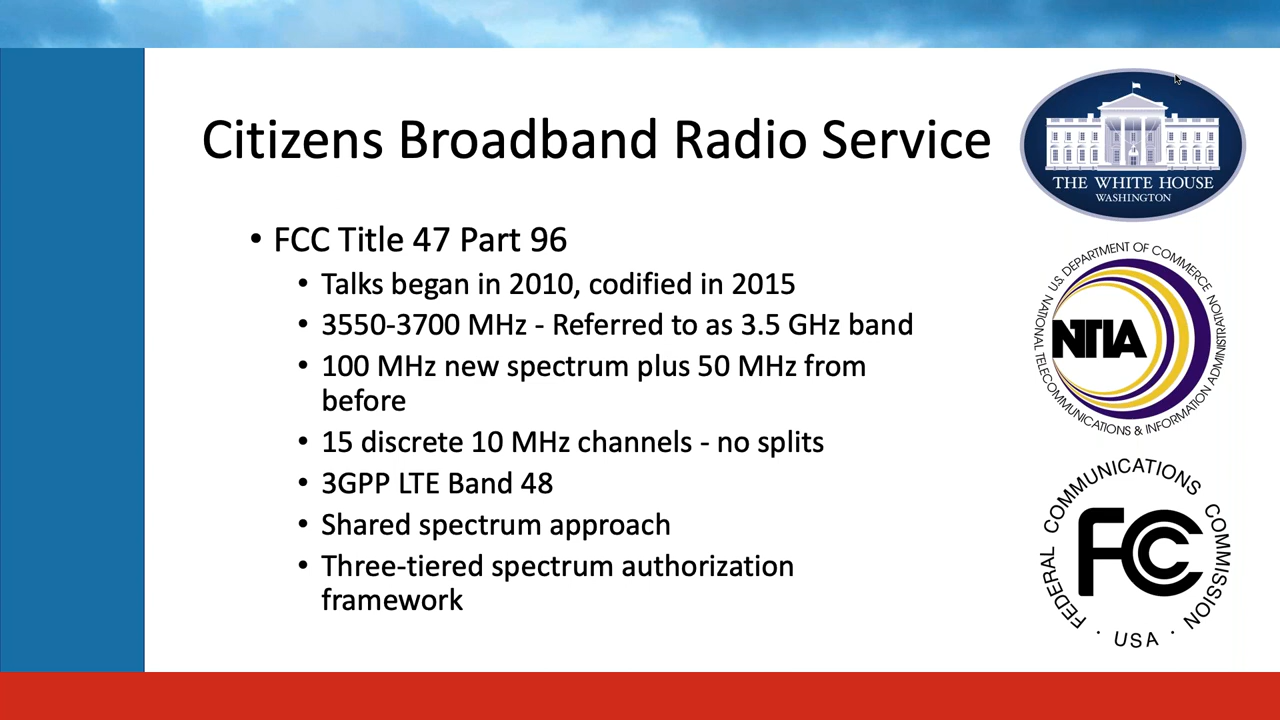 Citizens Broadband Radio Service
• FCC Title 47 Part 96
• Talks began in 2010, codified in 2015
• 3550-3700 MHz - Referred to as 3.5 GHz band
• 100 MHz new spectrum plus 50 MHz from
before
• 15 discrete 10 MHz channels - no splits
• 3GPP LTE Band 48
• Shared spectrum approach
• Three-tiered spectrum authorization
framework
THE WHITE HOUSE
WASHINGTON
U.S. DEPARTMENT OF COMMERCE
NATIONAL TELECOMMUNICATIONS & INFORMATION ADMINISTRATION
NTIA
FEDERAL COMMUNICATIONS COMMISSION
FCC
· USA ·